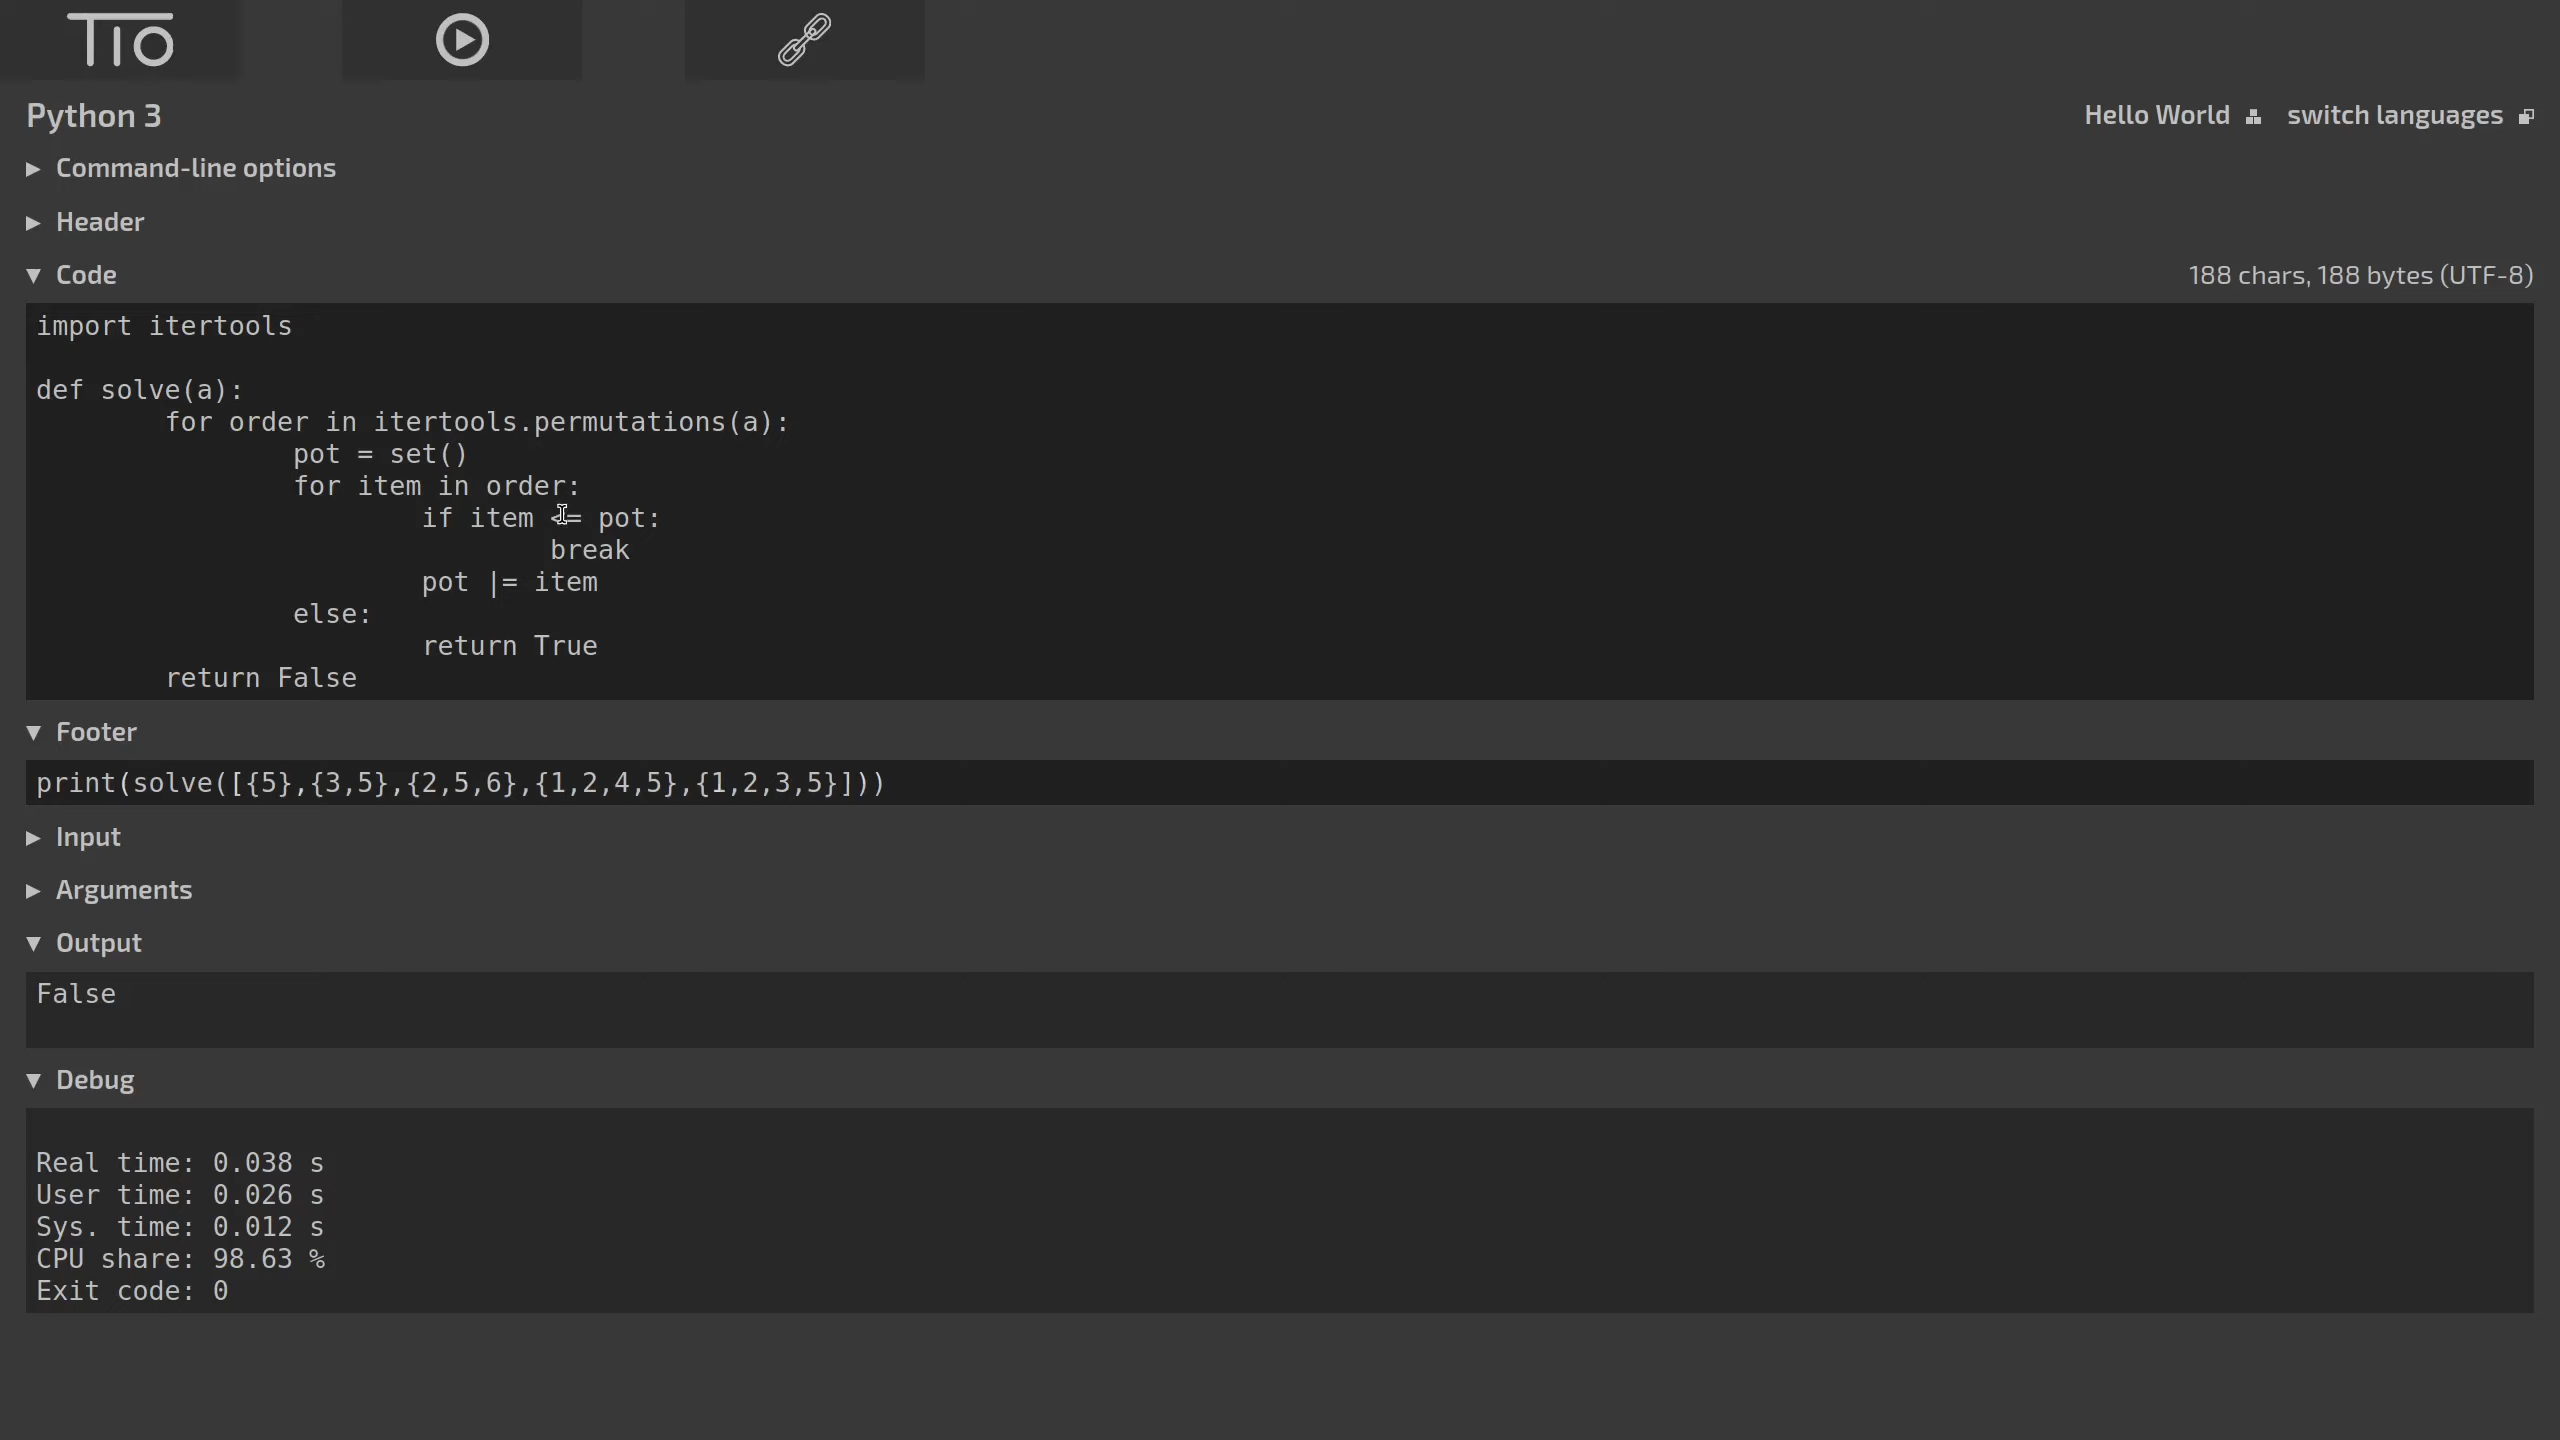 TIO
Python 3
Hello World switch languages
Command-line options
Header
Code
188 chars, 188 bytes (UTF-8)
import itertools
def solve(a):
for order in itertools.permutations(a):
pot = set()
for item in order:
if item <= pot:
break
pot |= item
else:
return True
return False
Footer
print(solve([{5},{3,5},{2,5,6},{1,2,4,5},{1,2,3,5}]))
Input
Arguments
Output
False
Debug
Real time: 0.038 s
User time: 0.026 s
Sys. time: 0.012 s
CPU share: 98.63 %
Exit code: 0